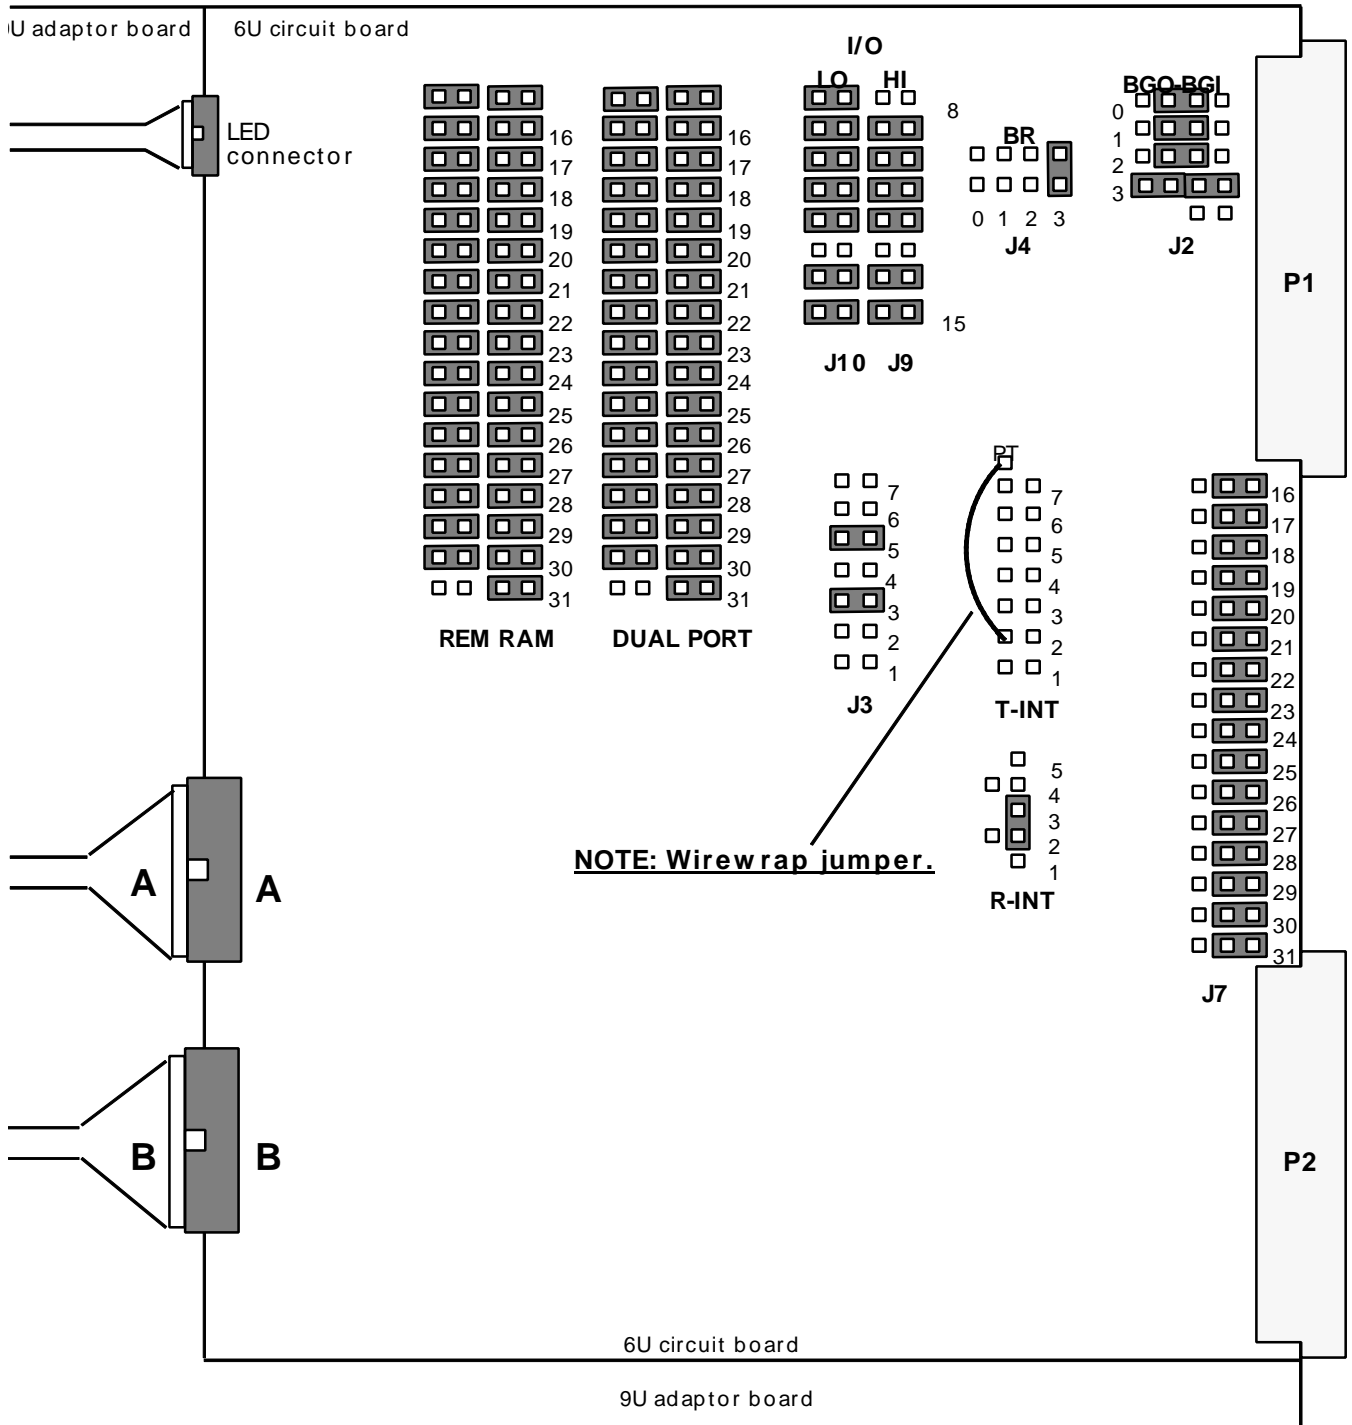 U adaptor board
6U circuit board
LED
connector
I/O
LO HI
8
15
J10 J9
BR
0 1 2 3
J4
BGO-BGI
0
1
2
3
J2
P1
16
17
18
19
20
21
22
23
24
25
26
27
28
29
30
31
REM RAM
16
17
18
19
20
21
22
23
24
25
26
27
28
29
30
31
DUAL PORT
7
6
5
4
3
2
1
J3
PT
7
6
5
4
3
2
1
T-INT
5
4
3
2
1
R-INT
NOTE: Wirewrap jumper.
16
17
18
19
20
21
22
23
24
25
26
27
28
29
30
31
J7
A A
B B
P2
6U circuit board
9U adaptor board